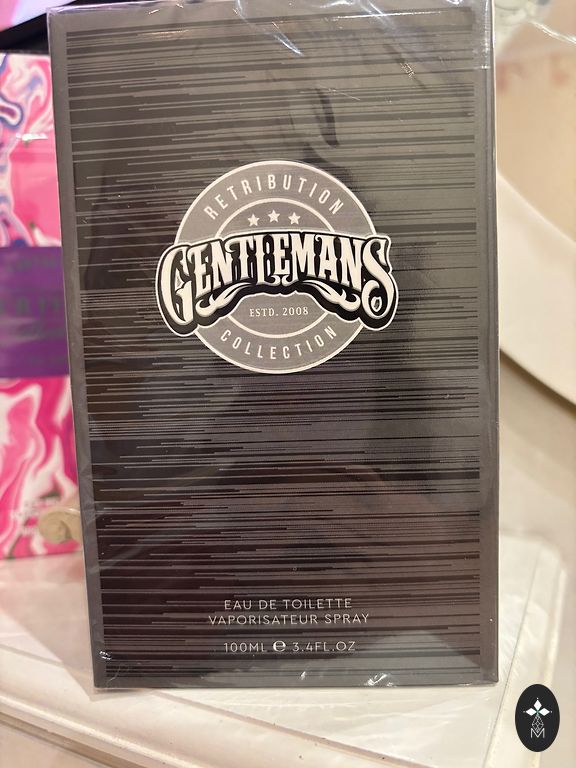 RETRIBUTION
GENTLEMANS
ESTD. 2008
COLLECTION
EAU DE TOILETTE
VAPORISATEUR SPRAY
100ML e 3.4FL.OZ